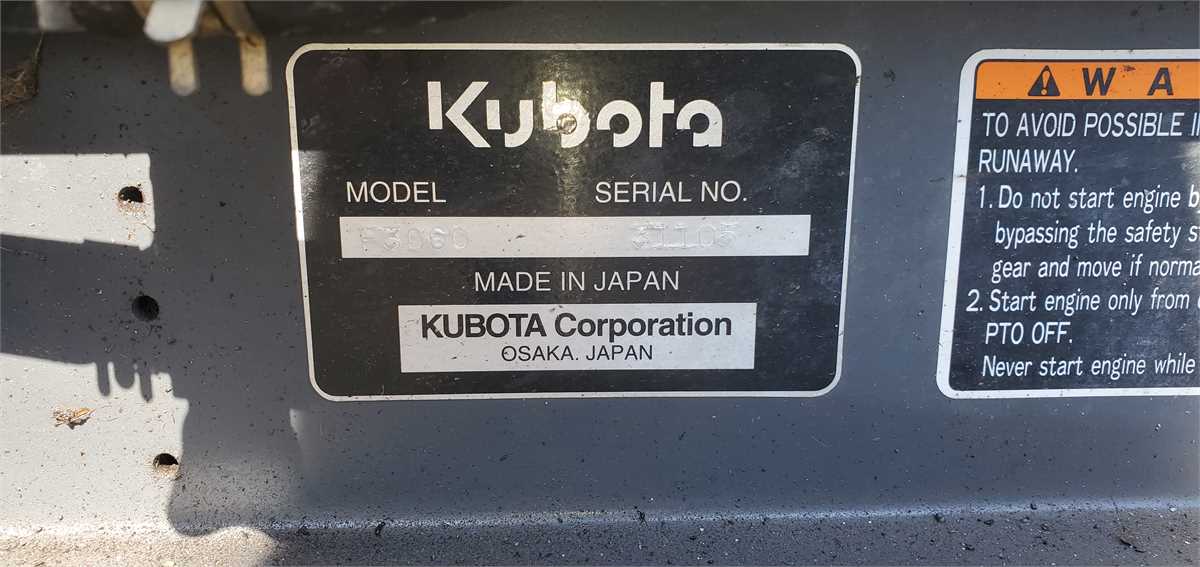 Kubota
MODEL SERIAL NO.
F3060 31105
MADE IN JAPAN
KUBOTA Corporation
OSAKA. JAPAN
WA
TO AVOID POSSIBLE
RUNAWAY.
1. Do not start engine b
bypassing the safety s
gear and move if norma
2. Start engine only from
PTO OFF.
Never start engine while